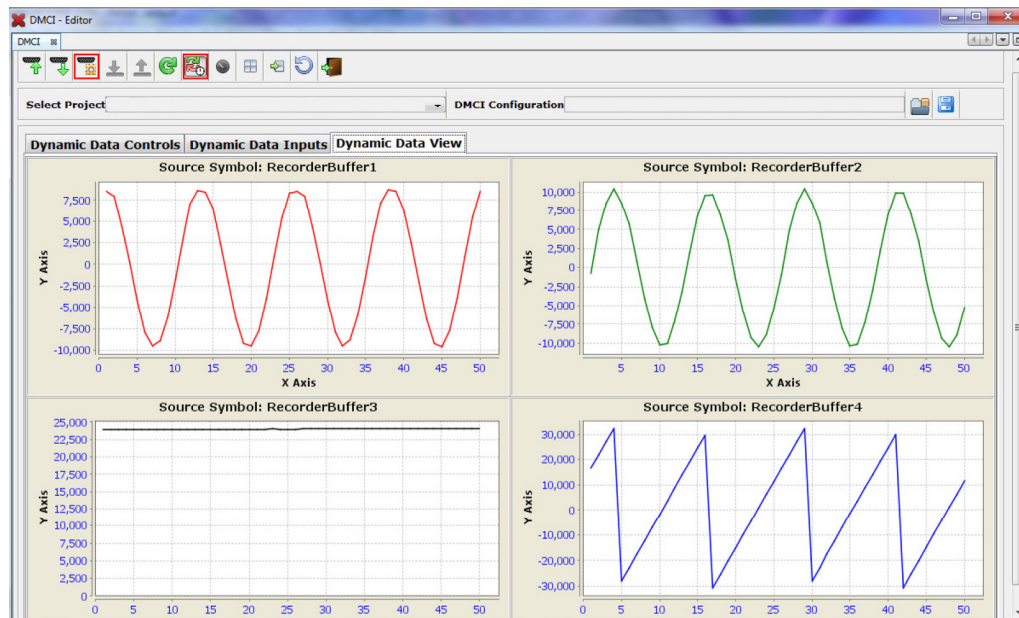 DMCI - Editor
DMCI
Select Project
DMCI Configuration
Dynamic Data Controls
Dynamic Data Inputs
Dynamic Data View
Source Symbol: RecorderBuffer1
Y Axis
7,500
5,000
2,500
0
-2,500
-5,000
-7,500
-10,000
0 5 10 15 20 25 30 35 40 45 50
X Axis
Source Symbol: RecorderBuffer2
Y Axis
10,000
7,500
5,000
2,500
0
-2,500
-5,000
-7,500
-10,000
5 10 15 20 25 30 35 40 45 50
X Axis
Source Symbol: RecorderBuffer3
Y Axis
25,000
22,500
20,000
17,500
15,000
12,500
10,000
7,500
5,000
2,500
0
0 5 10 15 20 25 30 35 40 45 50
Source Symbol: RecorderBuffer4
Y Axis
30,000
20,000
10,000
0
-10,000
-20,000
-30,000
0 5 10 15 20 25 30 35 40 45 50